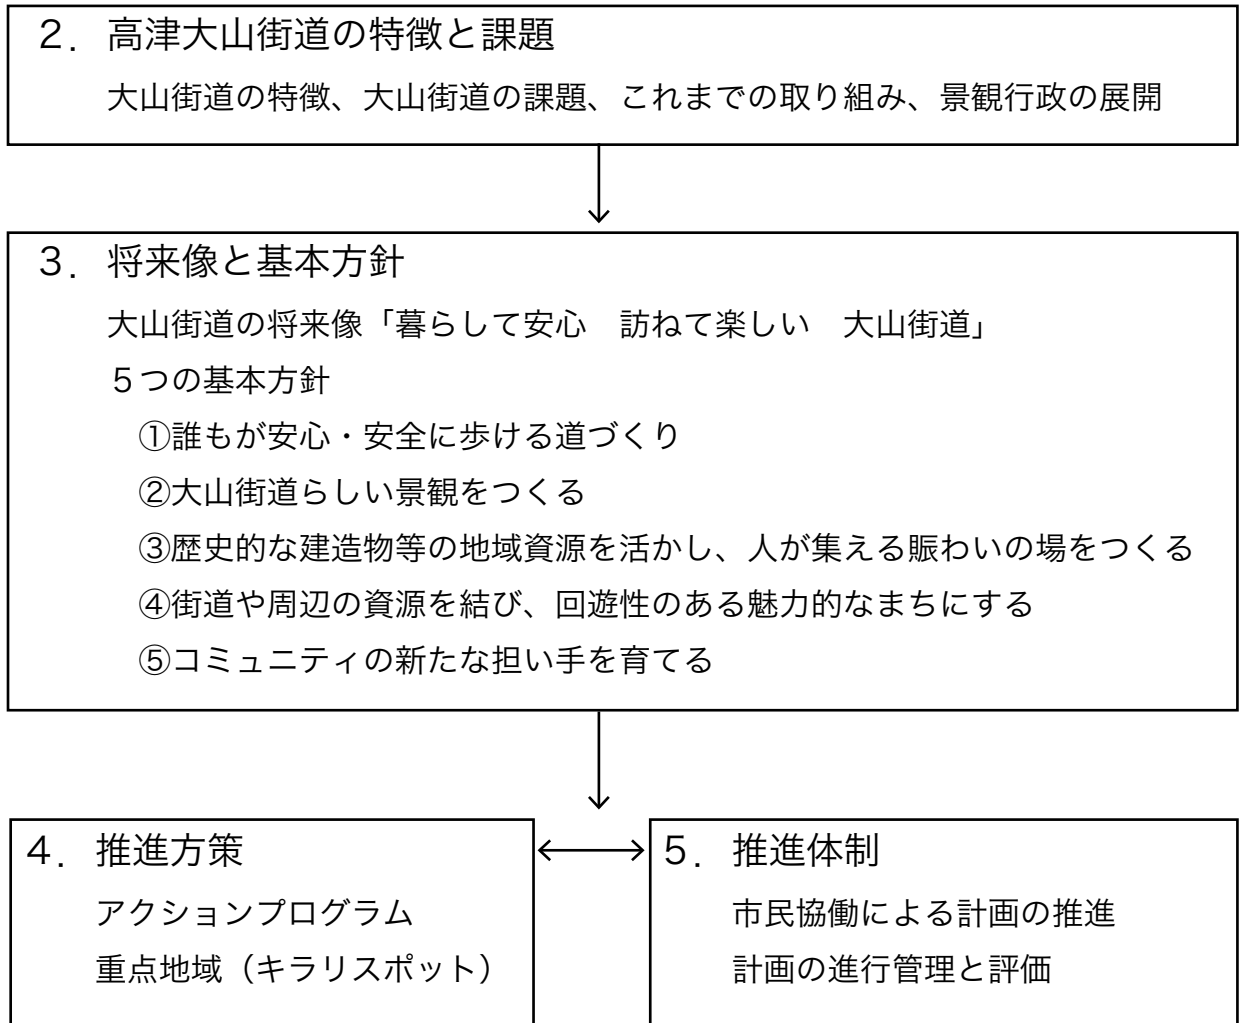 ２．高津大山街道の特徴と課題
大山街道の特徴、大山街道の課題、これまでの取り組み、景観行政の展開
３．将来像と基本方針
大山街道の将来像「暮らして安心　訪ねて楽しい　大山街道」
５つの基本方針
①誰もが安心・安全に歩ける道づくり
②大山街道らしい景観をつくる
③歴史的な建造物等の地域資源を活かし、人が集える賑わいの場をつくる
④街道や周辺の資源を結び、回遊性のある魅力的なまちにする
⑤コミュニティの新たな担い手を育てる
４．推進方策
アクションプログラム
重点地域（キラリスポット）
５．推進体制
市民協働による計画の推進
計画の進行管理と評価